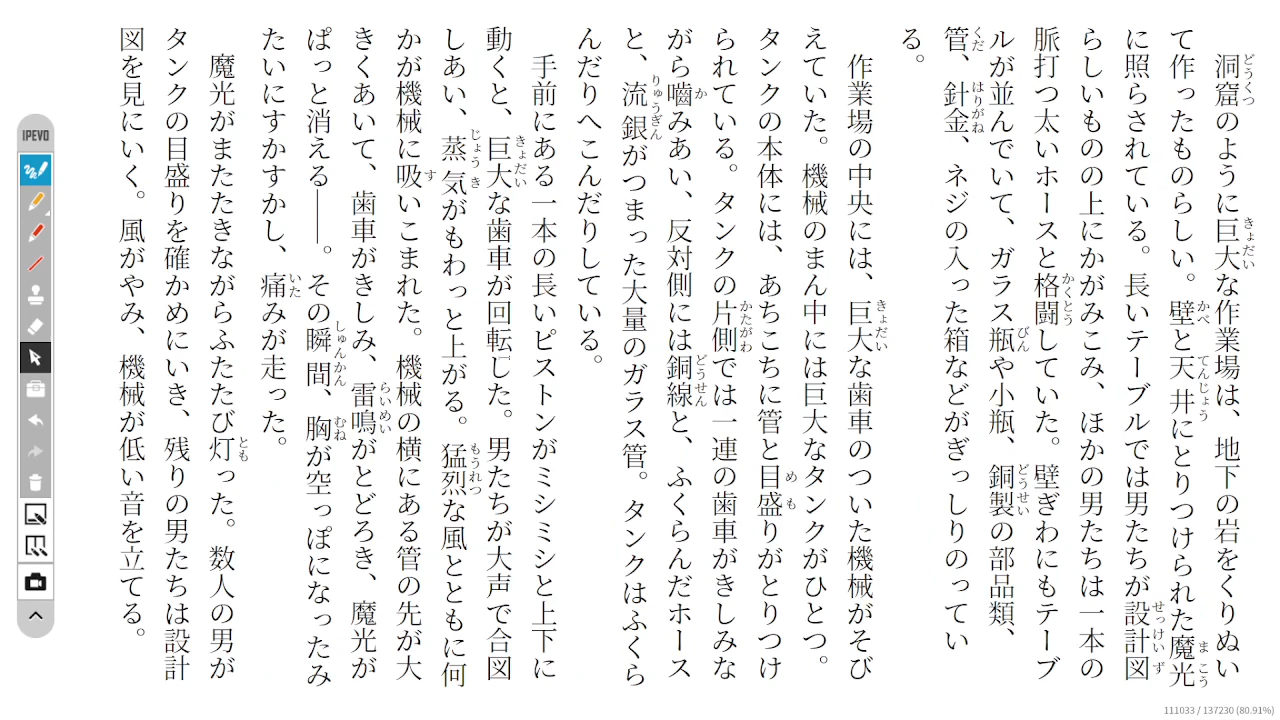 洞窟のように巨大な作業場は、地下の岩をくりぬい
て作ったものらしい。壁と天井にとりつけられた魔光
に照らされている。長いテーブルでは男たちが設計図
らしいものの上にかがみこみ、ほかの男たちは一本の
脈打つ太いホースと格闘していた。壁ぎわにもテーブ
ルが並んでいて、ガラス瓶や小瓶、銅製の部品類、
管、針金、ネジの入った箱などがぎっしりのってい
る。
作業場の中央には、巨大な歯車のついた機械がそび
えていた。機械のまん中には巨大なタンクがひとつ。
タンクの本体には、あちこちに管と目盛りがとりつけ
られている。タンクの片側では一連の歯車がきしみな
がら嚙みあい、反対側には銅線と、ふくらんだホース
と、流銀がつまった大量のガラス管。タンクはふくら
んだりへこんだりしている。
手前にある一本の長いピストンがミシミシと上下に
動くと、巨大な歯車が回転した。男たちが大声で合図
しあい、蒸気がもわっと上がる。猛烈な風とともに何
かが機械に吸いこまれた。機械の横にある管の先が大
きくあいて、歯車がきしみ、雷鳴がとどろき、魔光が
ぱっと消える――。その瞬間、胸が空っぽになったみ
たいにすかすかし、痛みが走った。
魔光がまたたきながらふたたび灯った。数人の男が
タンクの目盛りを確かめにいき、残りの男たちは設計
図を見にいく。風がやみ、機械が低い音を立てる。
IPEVO
111033 / 137230 (80.91%)